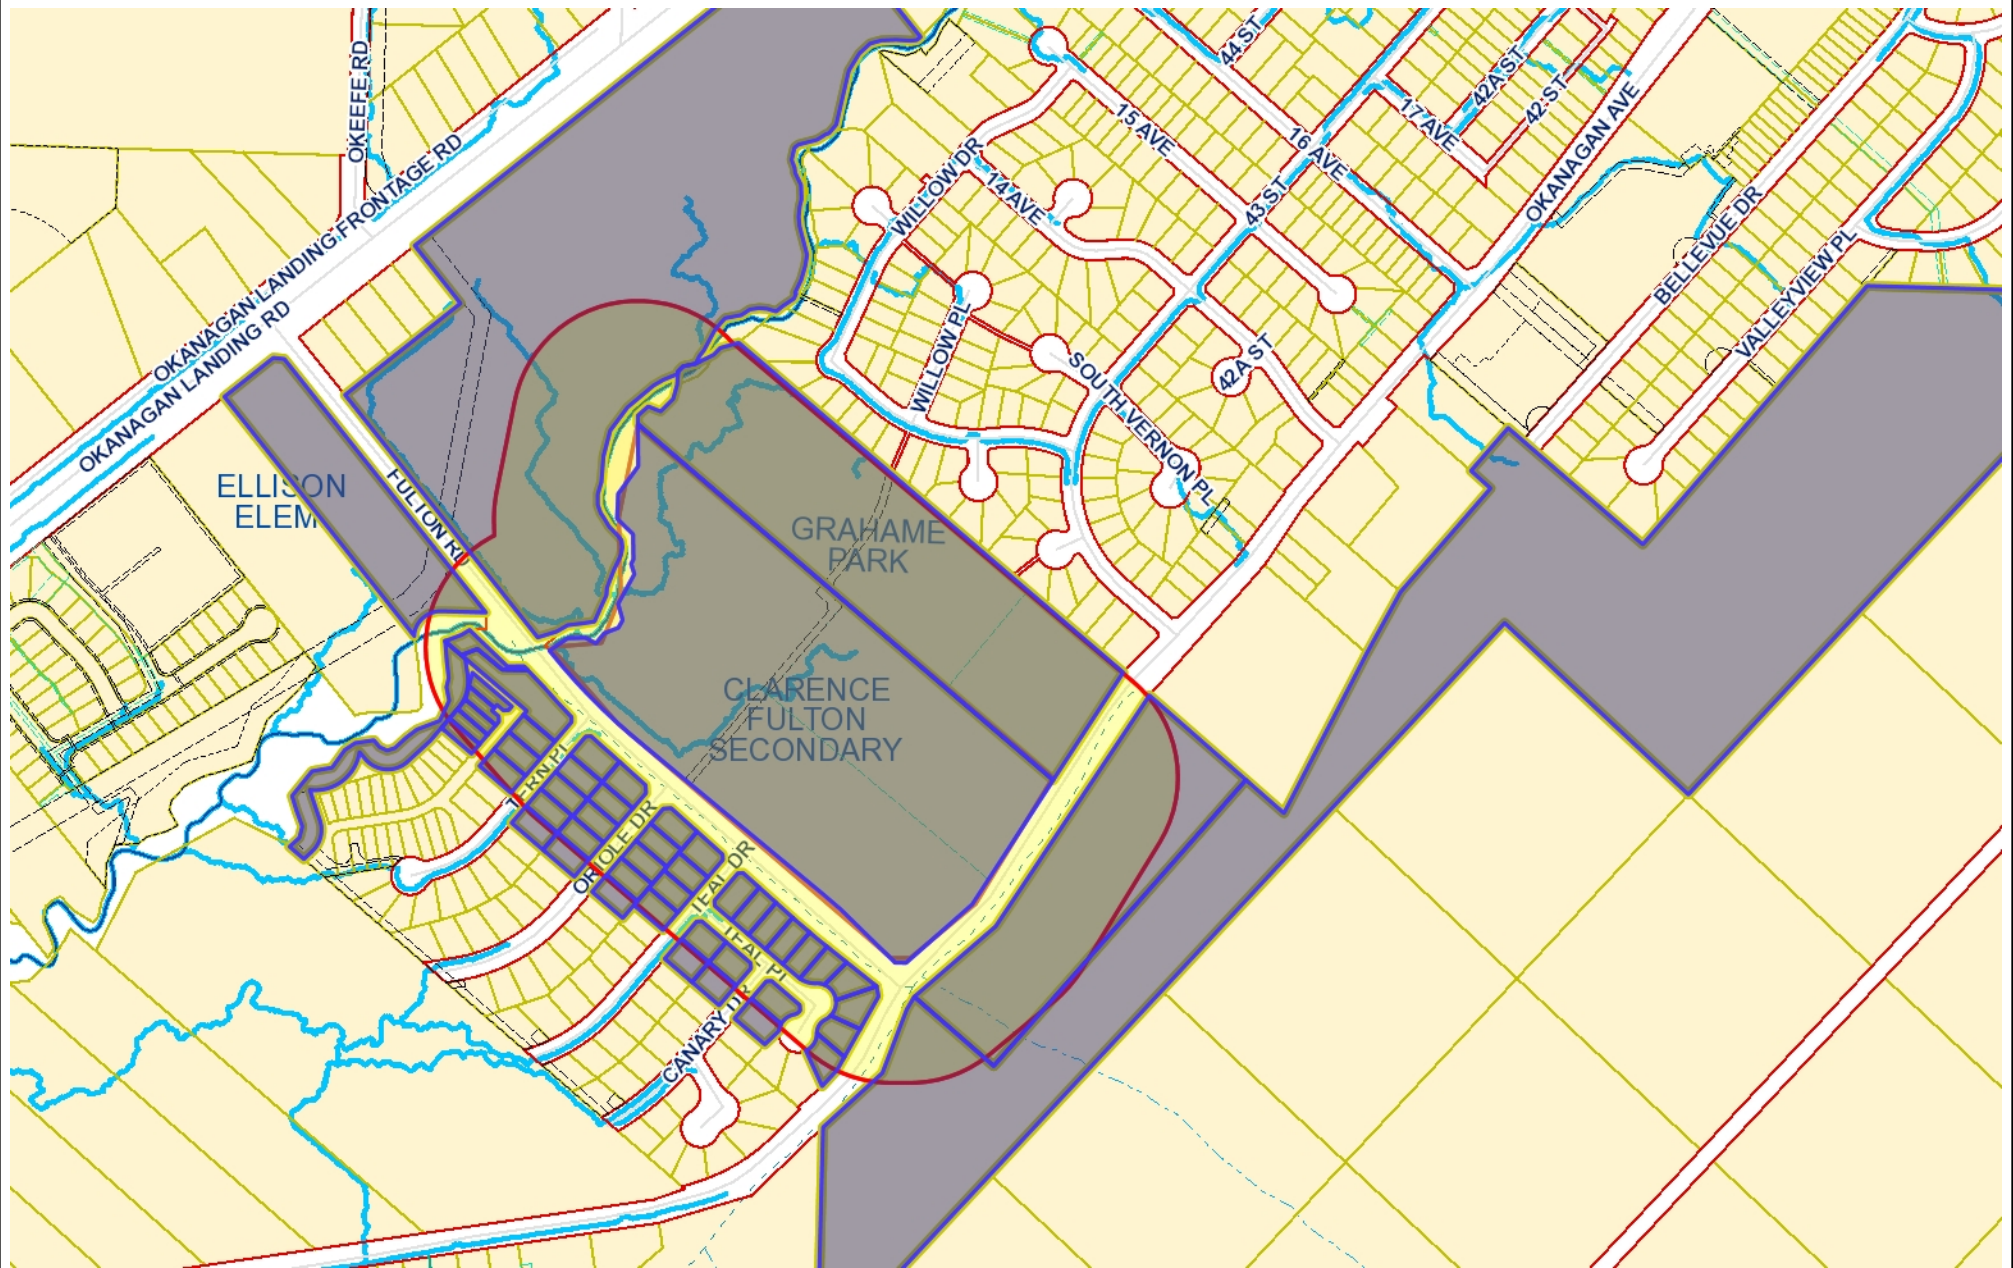 44 ST
42A ST
42 ST
OKEEFE RD
15 AVE
17 AVE
16 AVE
OKANAGAN AVE
WILLOW DR
14 AVE
43 ST
OKANAGAN LANDING FRONTAGE RD
BELLEVUE DR
VALLEYVIEW PL
OKANAGAN LANDING RD
WILLOW PL
SOUTH VERNON PL
42A ST
ELLISON
ELEM
FULTON RD
GRAHAME
PARK
CLARENCE
FULTON
SECONDARY
TERN PL
ORIOLE DR
TEAL DR
TEAL PL
CANARY DR